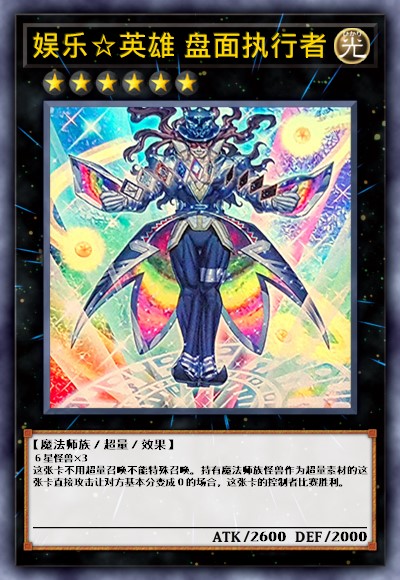 娱乐☆英雄 盘面执行者
光
【魔法师族／超量／效果】
６星怪兽×3
这张卡不用超量召唤不能特殊召唤。持有魔法师族怪兽作为超量素材的这
张卡直接攻击让对方基本分变成０的场合，这张卡的控制者比赛胜利。
ATK/2600 DEF/2000